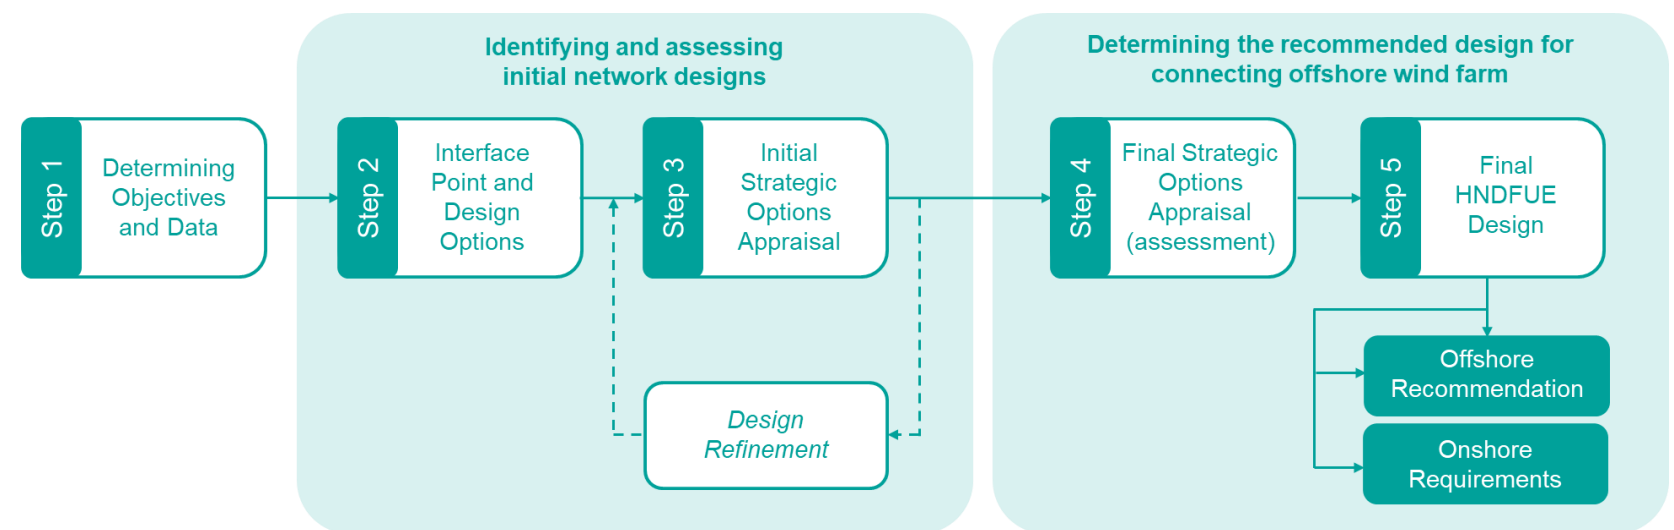 Identifying and assessing
initial network designs
Determining the recommended design for
connecting offshore wind farm
Step 1
Determining
Objectives
and Data
Step 2
Interface
Point and
Design
Options
Step 3
Initial
Strategic
Options
Appraisal
Step 4
Final Strategic
Options
Appraisal
(assessment)
Step 5
Final
HNDFUE
Design
Design
Refinement
Offshore
Recommendation
Onshore
Requirements